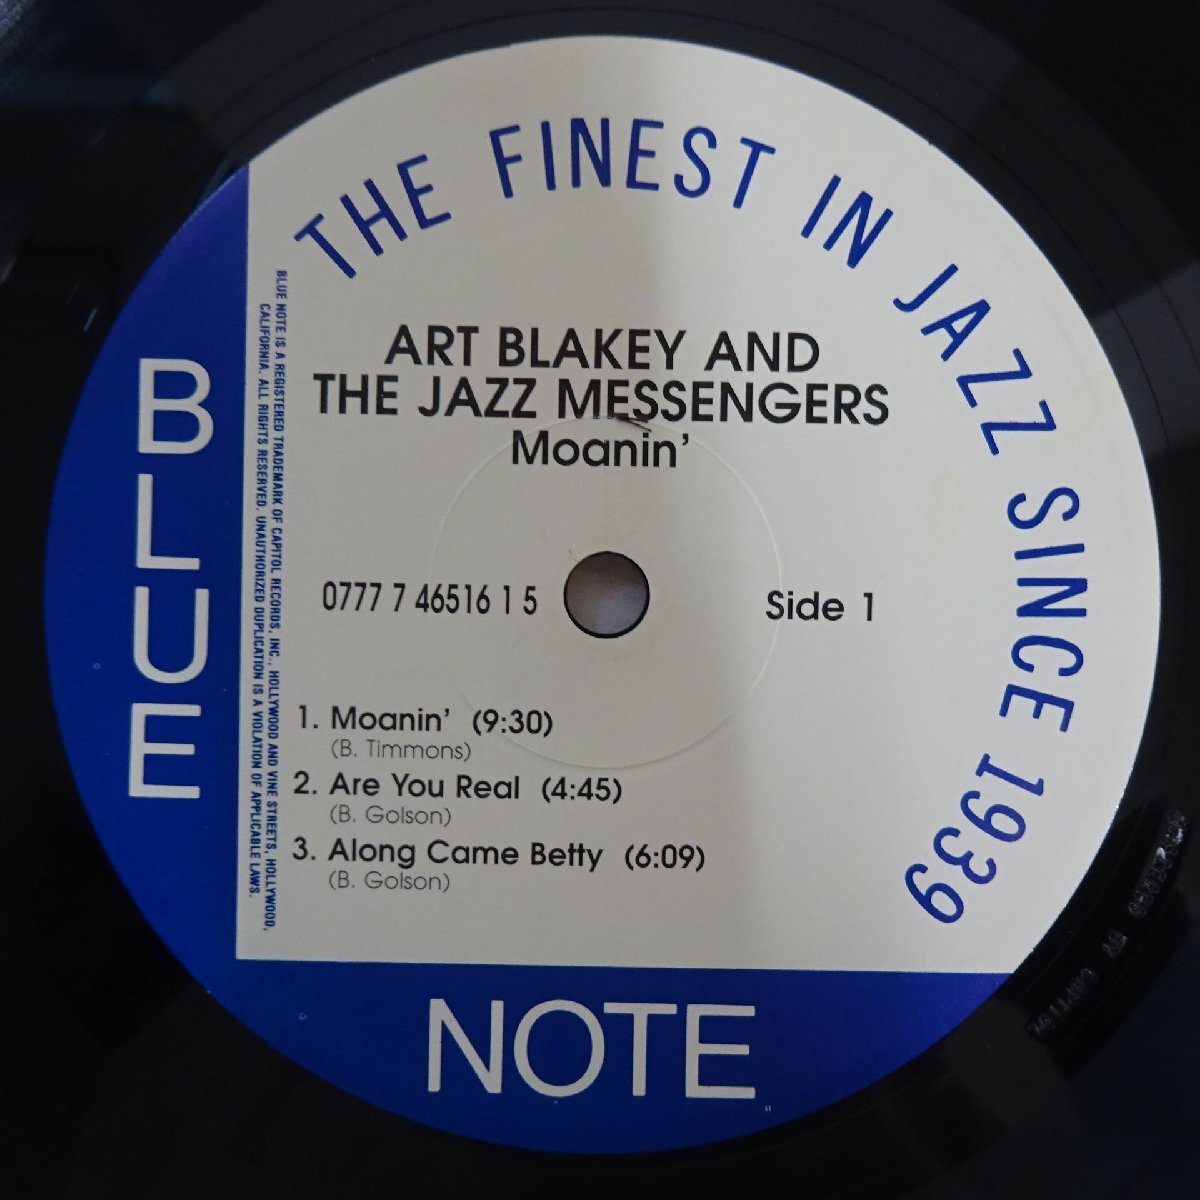 THE FINEST IN JAZZ SINCE 1939
ART BLAKEY AND
THE JAZZ MESSENGERS
Moanin'
0777 7 46516 1 5
Side 1
1. Moanin' (9:30)
(B. Timmons)
2. Are You Real (4:45)
(B. Golson)
3. Along Came Betty (6:09)
(B. Golson)
BLUE NOTE IS A REGISTERED TRADEMARK OF CAPITOL RECORDS, INC., HOLLYWOOD AND VINE STREETS, HOLLYWOOD,
CALIFORNIA. ALL RIGHTS RESERVED. UNAUTHORIZED DUPLICATION IS A VIOLATION OF APPLICABLE LAWS.
BLUE
NOTE